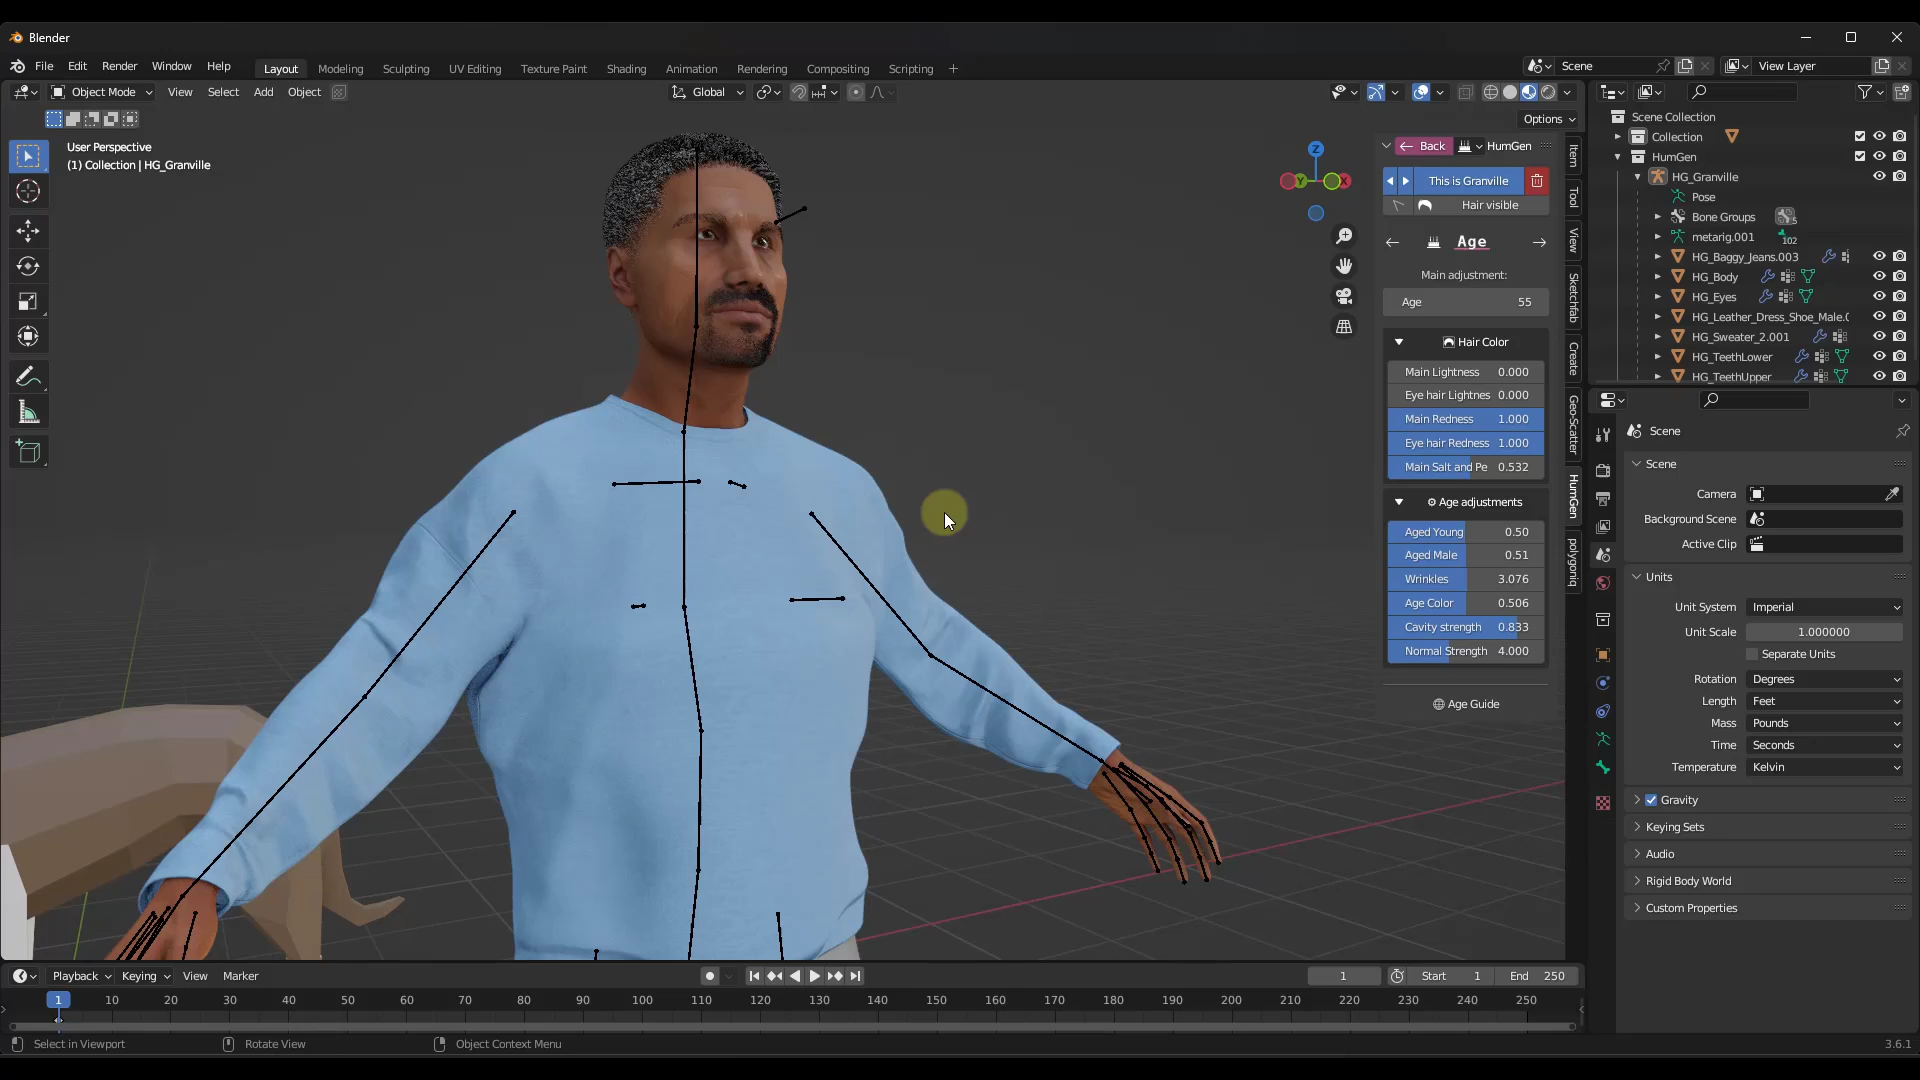 Blender
File Edit Render Window Help Layout Modeling Sculpting UV Editing Texture Paint Shading Animation Rendering Compositing Scripting + Scene View Layer
Object Mode View Select Add Object Global
Options
User Perspective
(1) Collection | HG_Granville
Z
Y
X
Back HumGen
This is Granville
Hair visible
Age
Main adjustment:
Age 55
Hair Color
Main Lightness 0.000
Eye hair Lightnes 0.000
Main Redness 1.000
Eye hair Redness 1.000
Main Salt and Pe 0.532
Age adjustments
Aged Young 0.50
Aged Male 0.51
Wrinkles 3.076
Age Color 0.506
Cavity strength 0.833
Normal Strength 4.000
Age Guide
Item
Tool
View
Sketchfab
Create
Geo-Scatter
HumGen
polygoniq
Scene Collection
Collection
HumGen
HG_Granville
Pose
Bone Groups 5
metarig.001 102
HG_Baggy_Jeans.003
HG_Body
HG_Eyes
HG_Leather_Dress_Shoe_Male.0
HG_Sweater_2.001
HG_TeethLower
HG_TeethUpper
Scene
Scene
Camera
Background Scene
Active Clip
Units
Unit System Imperial
Unit Scale 1.000000
Separate Units
Rotation Degrees
Length Feet
Mass Pounds
Time Seconds
Temperature Kelvin
Gravity
Keying Sets
Audio
Rigid Body World
Custom Properties
Playback Keying View Marker 1 Start 1 End 250
1 10 20 30 40 50 60 70 80 90 100 110 120 130 140 150 160 170 180 190 200 210 220 230 240 250
Select in Viewport Rotate View Object Context Menu 3.6.1